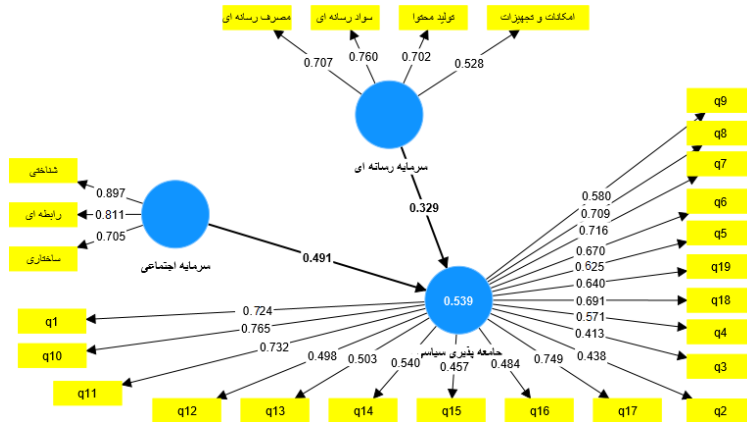 مصرف رسانه ای
سواد رسانه ای
تولید محتوا
امکانات و تجهیزات
0.707
0.760
0.702
0.528
سرمایه رسانه ای
0.329
شناختی
رابطه ای
ساختاری
0.897
0.811
0.705
سرمایه اجتماعی
0.491
0.539
جامعه پذیری سیاسی
q9
q8
q7
q6
q5
q19
q18
q4
q3
q2
0.580
0.709
0.716
0.670
0.625
0.640
0.691
0.571
0.413
0.438
q1
q10
q11
q12
q13
q14
q15
q16
q17
0.724
0.765
0.732
0.498
0.503
0.540
0.457
0.484
0.749